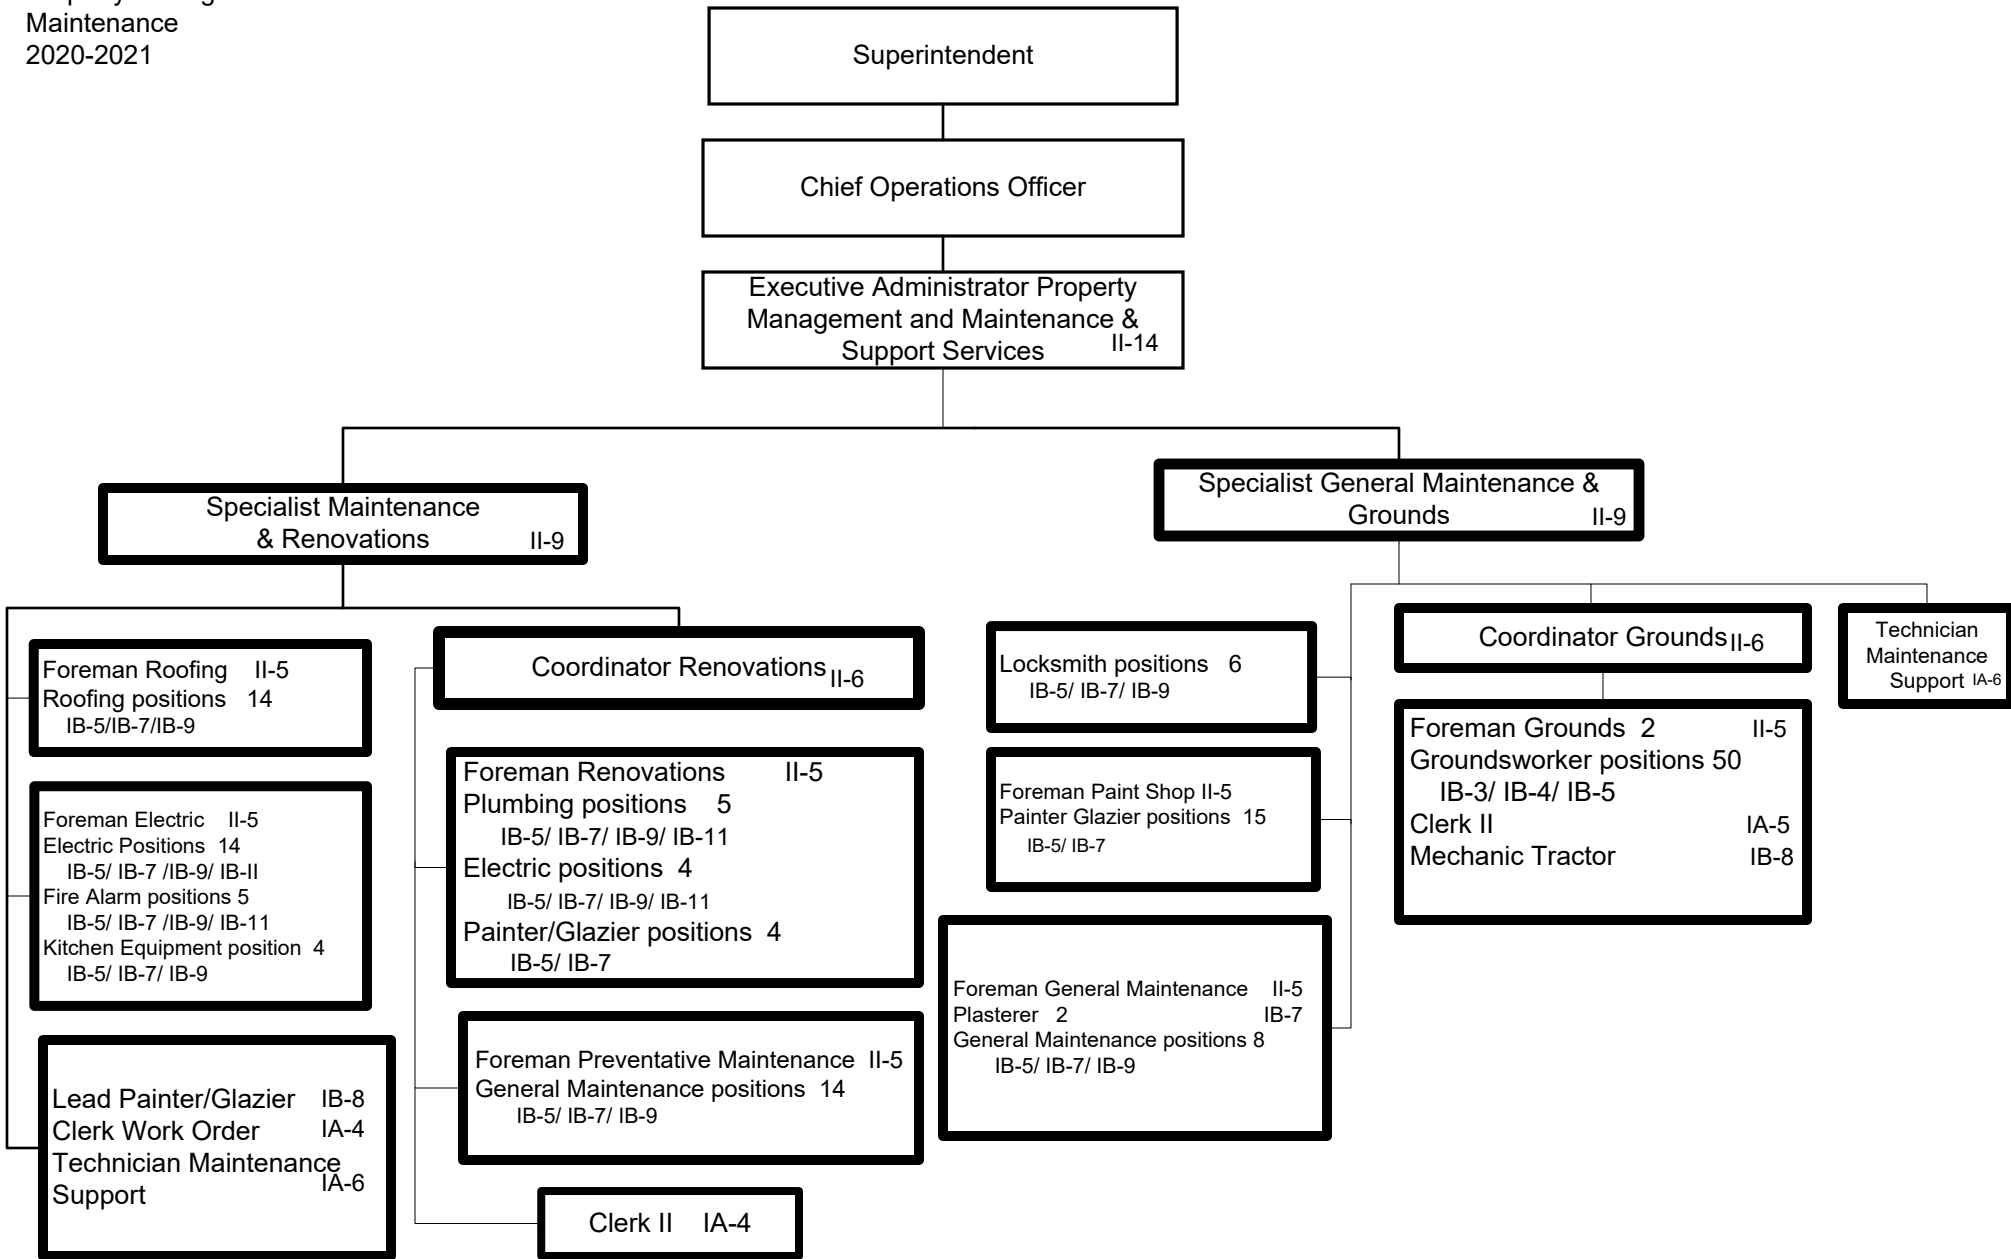 Maintenance
2020-2021
Superintendent
Chief Operations Officer
Executive Administrator Property
Management and Maintenance &
Support Services II-14
Specialist Maintenance
& Renovations II-9
Specialist General Maintenance &
Grounds II-9
Foreman Roofing II-5
Roofing positions 14
IB-5/IB-7/IB-9
Foreman Electric II-5
Electric Positions 14
IB-5/ IB-7 /IB-9/ IB-II
Fire Alarm positions 5
IB-5/ IB-7 /IB-9/ IB-11
Kitchen Equipment position 4
IB-5/ IB-7/ IB-9
Lead Painter/Glazier IB-8
Clerk Work Order IA-4
Technician Maintenance
Support IA-6
Coordinator Renovations II-6
Foreman Renovations II-5
Plumbing positions 5
IB-5/ IB-7/ IB-9/ IB-11
Electric positions 4
IB-5/ IB-7/ IB-9/ IB-11
Painter/Glazier positions 4
IB-5/ IB-7
Foreman Preventative Maintenance II-5
General Maintenance positions 14
IB-5/ IB-7/ IB-9
Clerk II IA-4
Locksmith positions 6
IB-5/ IB-7/ IB-9
Foreman Paint Shop II-5
Painter Glazier positions 15
IB-5/ IB-7
Foreman General Maintenance II-5
Plasterer 2 IB-7
General Maintenance positions 8
IB-5/ IB-7/ IB-9
Coordinator Grounds II-6
Foreman Grounds 2 II-5
Groundsworker positions 50
IB-3/ IB-4/ IB-5
Clerk II IA-5
Mechanic Tractor IB-8
Technician
Maintenance
Support IA-6